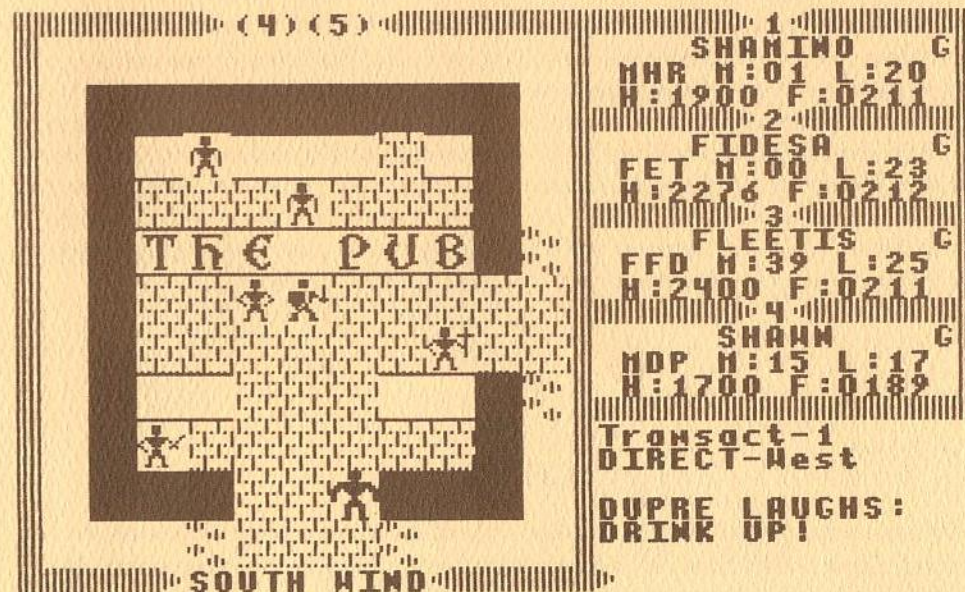 (4)(5)
THE PUB
SOUTH WIND
1
SHAMINO G
MHR M:01 L:20
H:1900 F:0211
2
FIDESA G
FET M:00 L:23
H:2276 F:0212
3
FLEETIS G
FFD M:39 L:25
H:2400 F:0211
4
SHAWN G
MDP M:15 L:17
H:1700 F:0189
Transact-1
DIRECT-West
DUPRE LAUGHS:
DRINK UP!